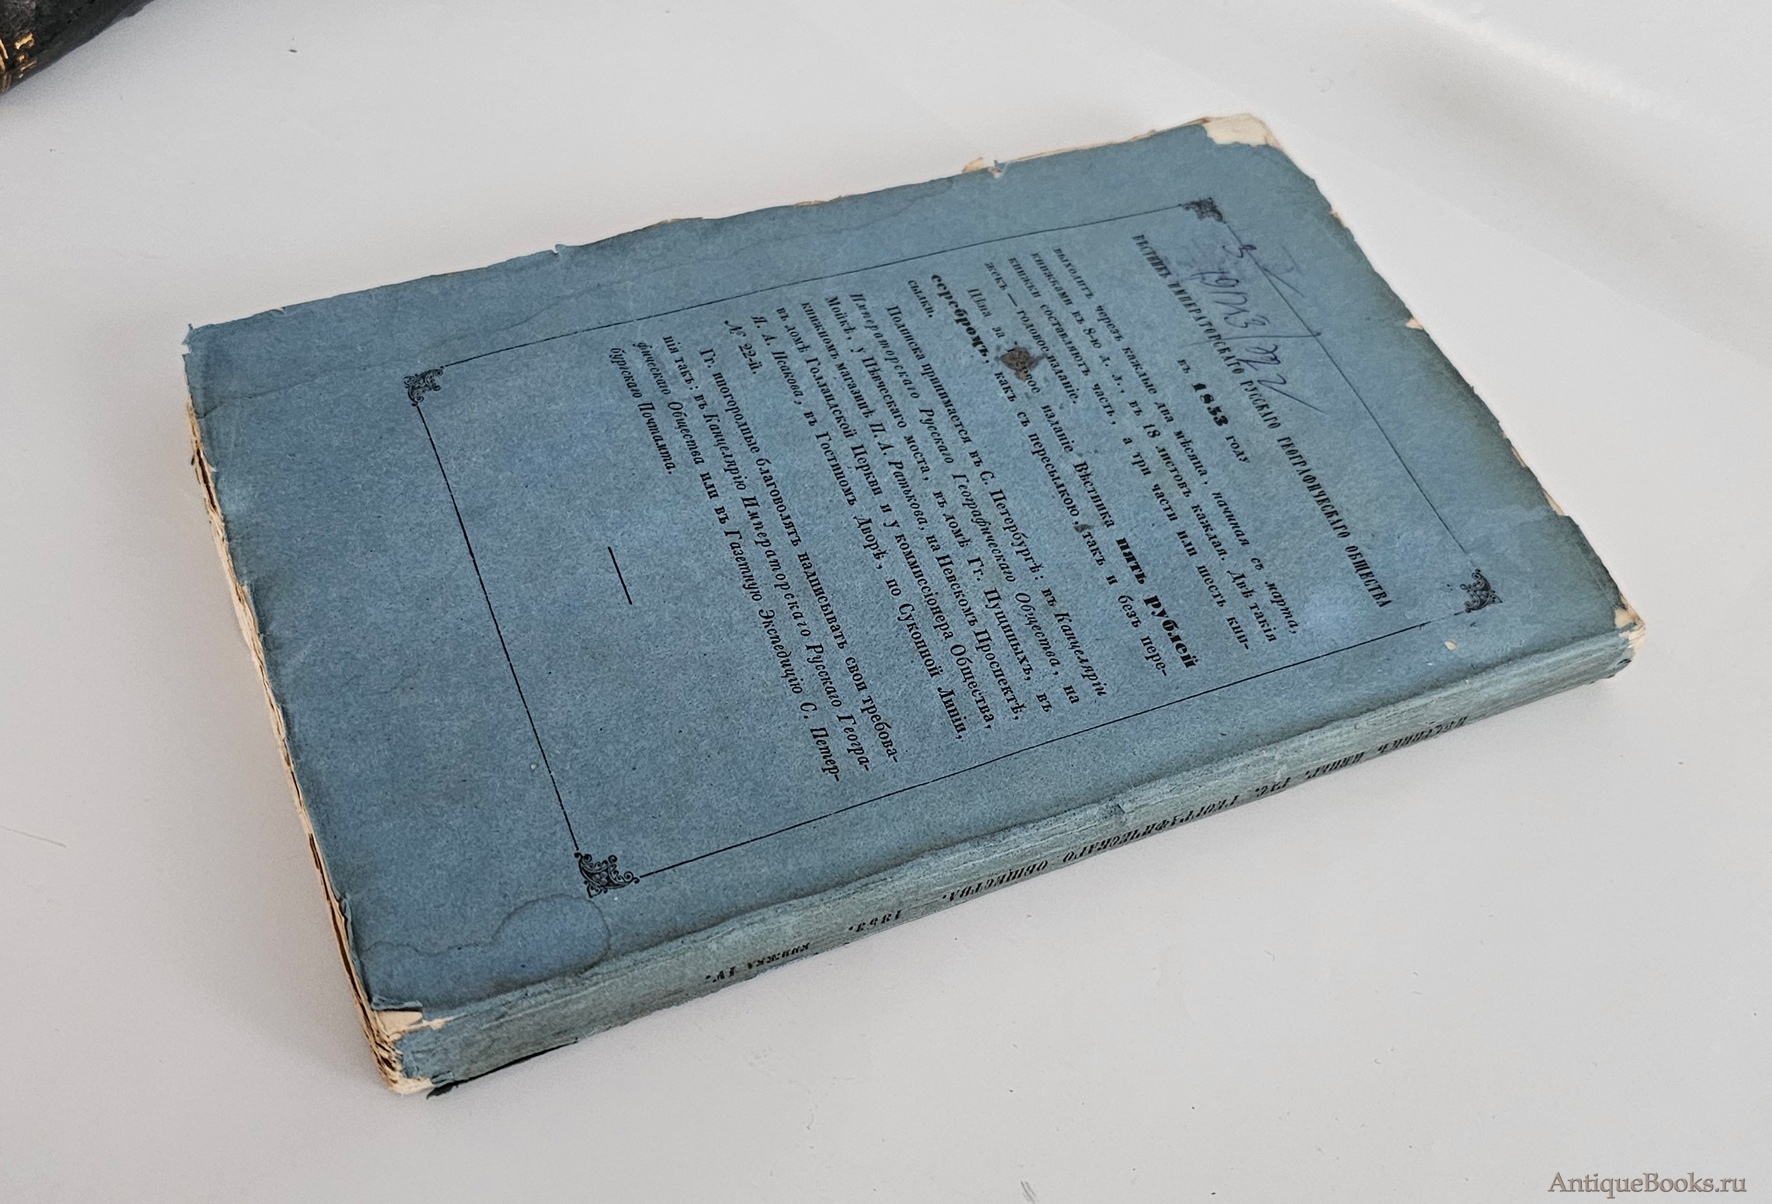 ВѢСТНИКЪ ИМПЕРАТОРСКАГО РУССКАГО ГЕОГРАФИЧЕСКАГО ОБЩЕСТВА
въ 1853 году
выходитъ черезъ каждые два мѣсяца, начиная съ марта,
книжками въ 8-ю д. л., въ 18 листовъ каждая. Двѣ такія
книжки составляютъ часть, а три части или шесть кни-
жекъ — годовое изданіе.
Цѣна за изданіе Вѣстника пять рублей
серебромъ, какъ съ пересылкою, такъ и безъ пере-
сылки.
Подписка принимается въ С. Петербургѣ: въ Канцеляріи
Императорскаго Русскаго Географическаго Общества, на
Мойкѣ, у Пѣвческаго моста, въ домѣ Гг. Пущиныхъ, въ
книжномъ магазинѣ П. А. Ратькова, на Невскомъ Проспектѣ,
въ домѣ Голландской Церкви и у коммиссіонера Общества,
Я. А. Исакова, въ Гостиномъ Дворѣ, по Суконной Линіи,
№ 22-й.
Гг. иногородные благоволятъ надписывать свои требова-
нія такъ: въ Канцелярію Императорскаго Русскаго Геогра-
фическаго Общества или въ Газетную Экспедицію С. Петер-
бургскаго Почтамта.
ВѢСТНИКЪ ИМПЕР. РУС. ГЕОГРАФИЧЕСКАГО ОБЩЕСТВА. 1853. КНИЖКА IV.
AntiqueBooks.ru